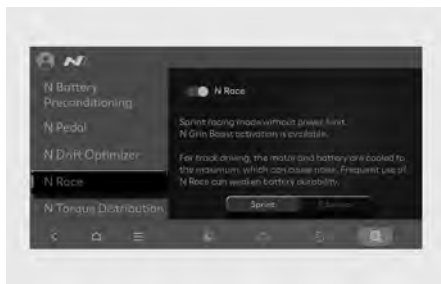 N
N Battery
Preconditioning
N Pedal
N Drift Optimizer
N Race
N Torque Distribution
N Race
Sprint racing mode without power limit.
N Grin Boost activation is available.
For track driving, the motor and battery are cooled to
the maximum, which can cause noise. Frequent use of
N Race can weaken battery durability.
Sprint